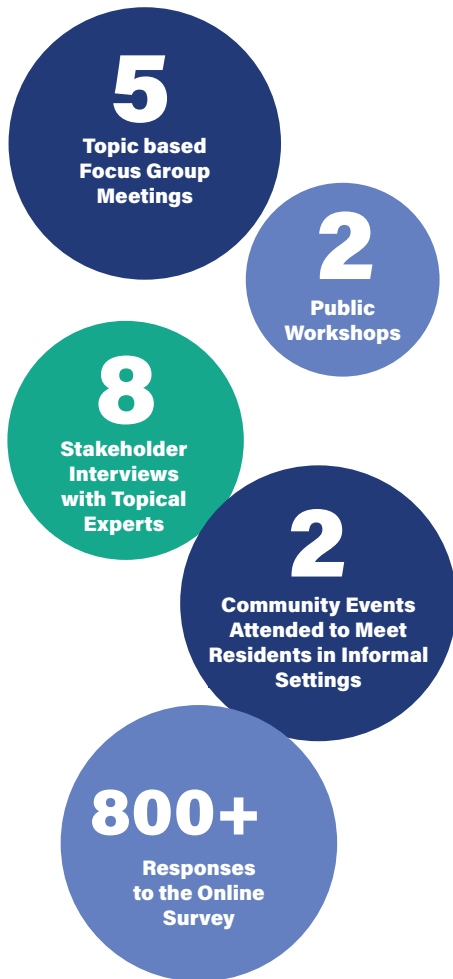 5
Topic based
Focus Group
Meetings
2
Public
Workshops
8
Stakeholder
Interviews
with Topical
Experts
2
Community Events
Attended to Meet
Residents in Informal
Settings
800+
Responses
to the Online
Survey